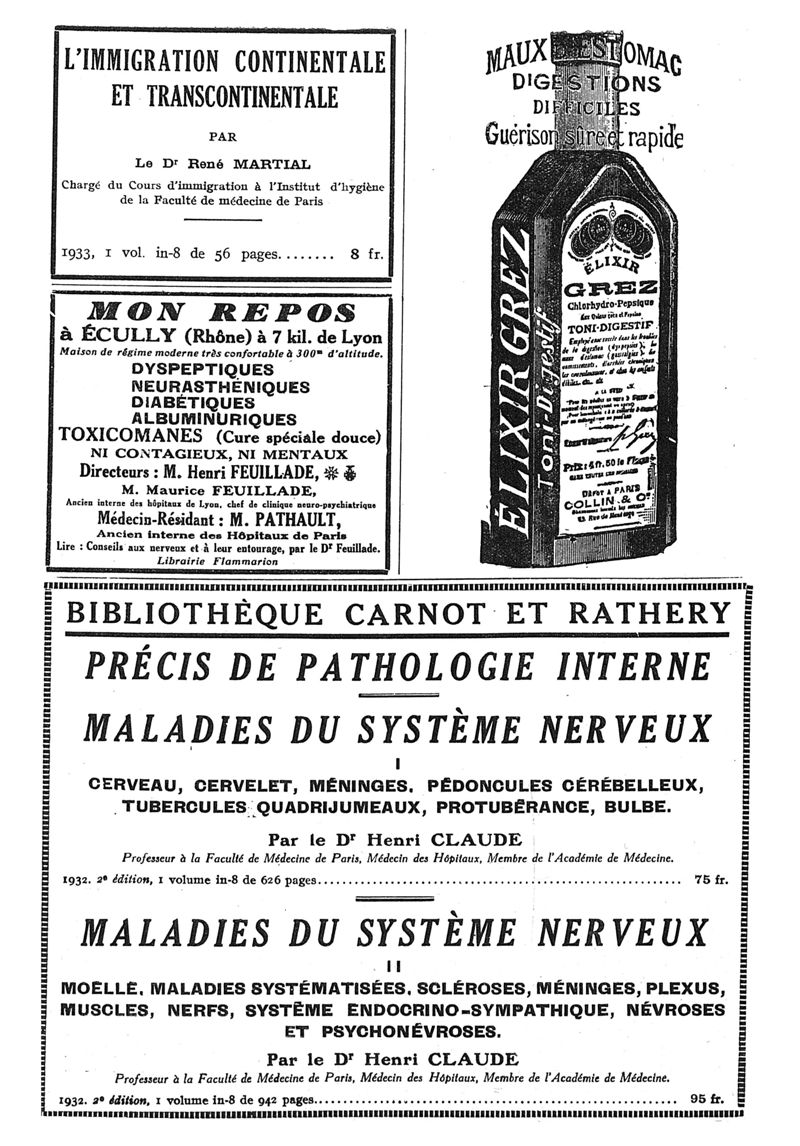 L'IMMIGRATION CONTINENTALE
ET TRANSCONTINENTALE
PAR
Le Dr René MARTIAL
Chargé du Cours d'immigration à l'Institut d'hygiène
de la Faculté de médecine de Paris
1933, 1 vol. in-8 de 56 pages........ 8 fr.
MON REPOS
à ÉCULLY (Rhône) à 7 kil. de Lyon
Maison de régime moderne très confortable à 300m d'altitude.
DYSPEPTIQUES
NEURASTHÉNIQUES
DIABÉTIQUES
ALBUMINURIQUES
TOXICOMANES (Cure spéciale douce)
NI CONTAGIEUX, NI MENTAUX
Directeurs : M. Henri FEUILLADE,
M. Maurice FEUILLADE,
Ancien interne des hôpitaux de Lyon, chef de clinique neuro-psychiatrique
Médecin-Résidant : M. PATHAULT,
Ancien interne des Hôpitaux de Paris
Lire : Conseils aux nerveux et à leur entourage, par le Dr Feuillade.
Librairie Flammarion
MAUX D'ESTOMAC
DIGESTIONS
DIFFICILES
Guérison sûre et rapide
ÉLIXIR GREZ
Toni-Digestif
ÉLIXIR
GREZ
Chlorhydro-Pepsique
TONI-DIGESTIF
Prix : 4 fr. 50 le Flacon
DÉPÔT A PARIS
COLLIN & Co
BIBLIOTHÈQUE CARNOT ET RATHERY
PRÉCIS DE PATHOLOGIE INTERNE
MALADIES DU SYSTÈME NERVEUX
I
CERVEAU, CERVELET, MÉNINGES, PÉDONCULES CÉRÉBELLEUX,
TUBERCULES QUADRIJUMEAUX, PROTUBÉRANCE, BULBE.
Par le Dr Henri CLAUDE
Professeur à la Faculté de Médecine de Paris, Médecin des Hôpitaux, Membre de l'Académie de Médecine.
1932. 2e édition, 1 volume in-8 de 626 pages........ 75 fr.
MALADIES DU SYSTÈME NERVEUX
II
MOËLLE, MALADIES SYSTÉMATISÉES, SCLÉROSES, MÉNINGES, PLEXUS,
MUSCLES, NERFS, SYSTÊME ENDOCRINO-SYMPATHIQUE, NÉVROSES
ET PSYCHONÉVROSES.
Par le Dr Henri CLAUDE
Professeur à la Faculté de Médecine de Paris, Médecin des Hôpitaux, Membre de l'Académie de Médecine.
1932. 2e édition, 1 volume in-8 de 942 pages........ 95 fr.